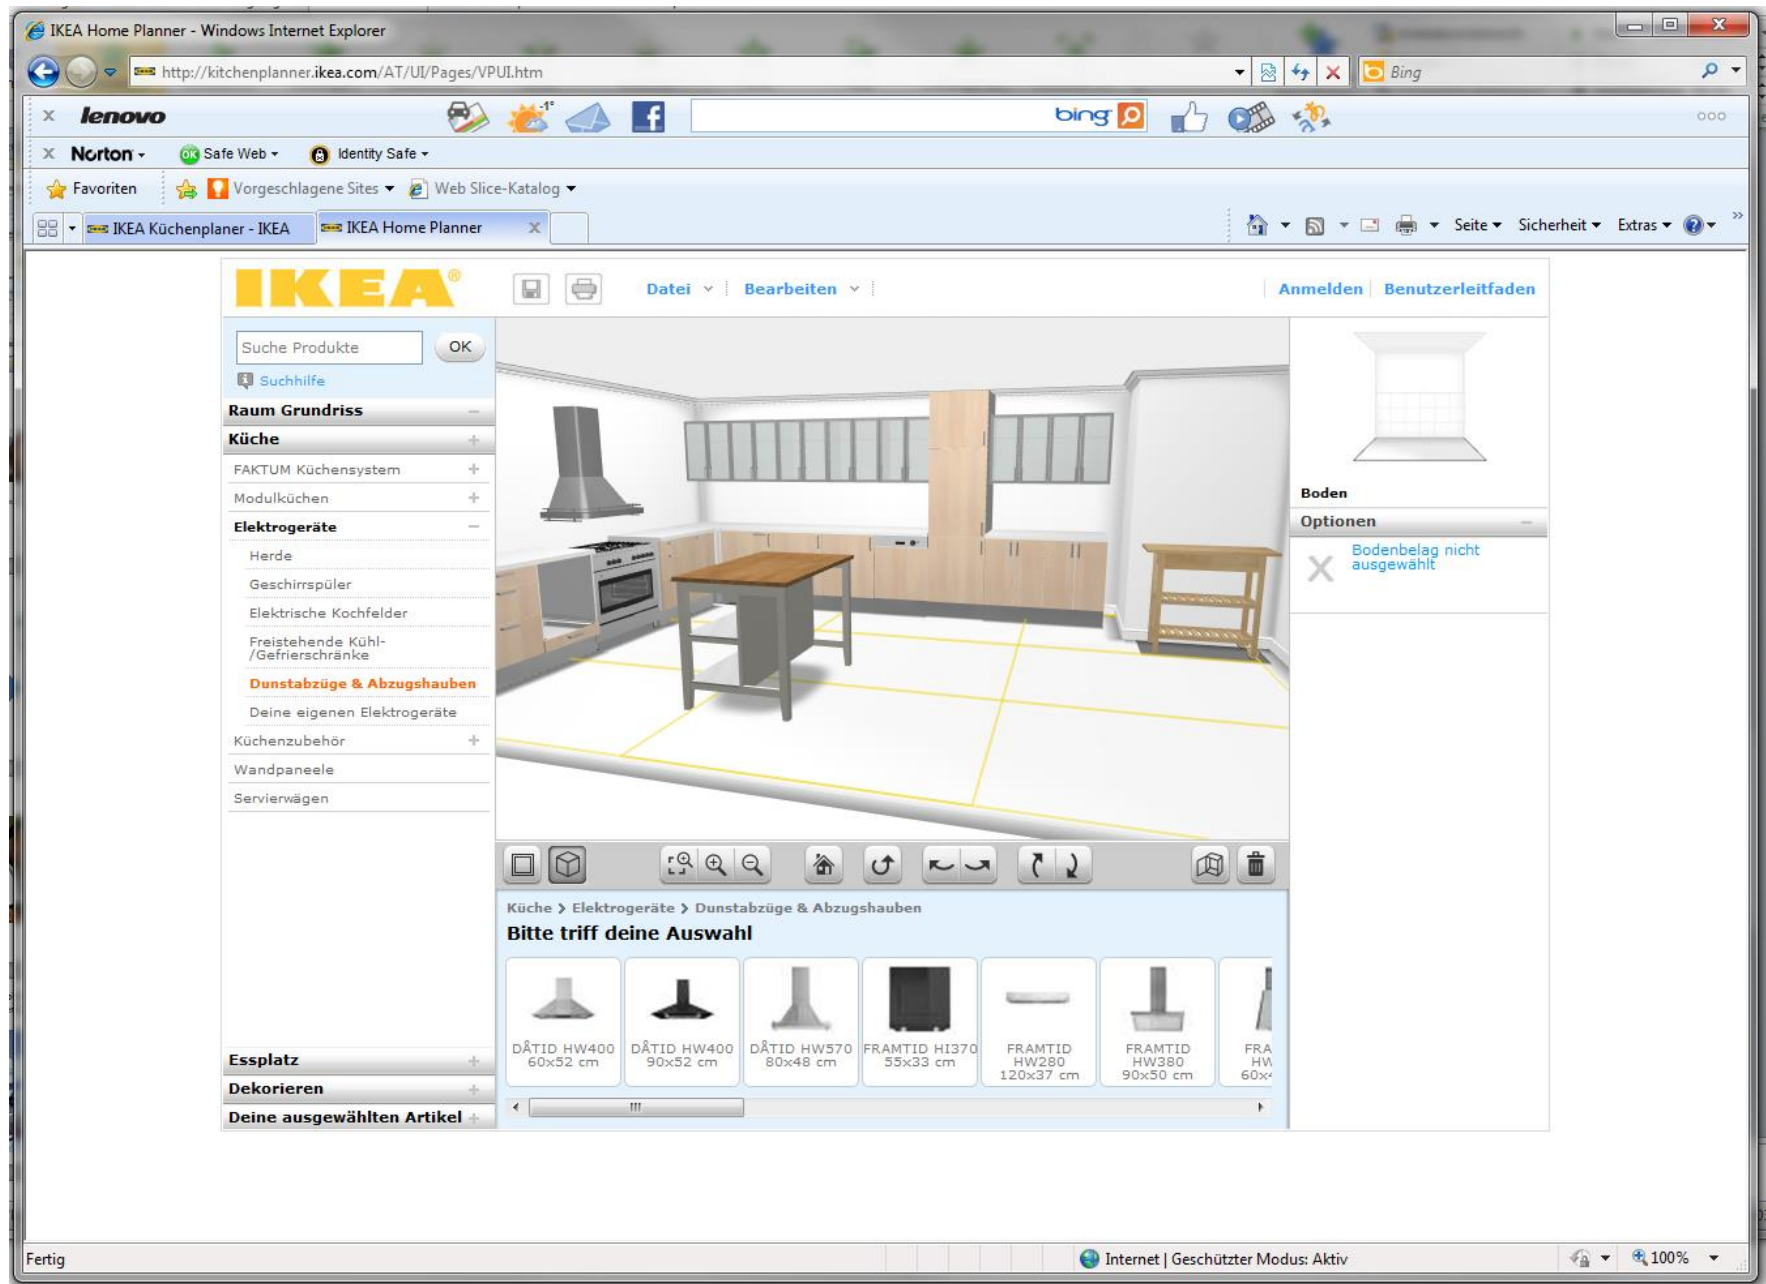 IKEA Home Planner - Windows Internet Explorer
http://kitchenplanner.ikea.com/AT/UI/Pages/VPUI.htm
Bing
x lenovo
-1°
bing
x Norton
OK Safe Web
Identity Safe
Favoriten
Vorgeschlagene Sites
Web Slice-Katalog
IKEA Küchenplaner - IKEA
IKEA Home Planner
X
Seite
Sicherheit
Extras
IKEA®
Datei
Bearbeiten
Anmelden
Benutzerleitfaden
Suche Produkte
OK
Suchhilfe
Raum Grundriss
Küche
FAKTUM Küchensystem
Modulküchen
Elektrogeräte
Herde
Geschirrspüler
Elektrische Kochfelder
Freistehende Kühl-
/Gefrierschränke
Dunstabzüge & Abzugshauben
Deine eigenen Elektrogeräte
Küchenzubehör
Wandpaneele
Servierwägen
Essplatz
Dekorieren
Deine ausgewählten Artikel
Boden
Optionen
Bodenbelag nicht
ausgewählt
Küche > Elektrogeräte > Dunstabzüge & Abzugshauben
Bitte triff deine Auswahl
DÅTID HW400
60x52 cm
DÅTID HW400
90x52 cm
DÅTID HW570
80x48 cm
FRAMTID HI370
55x33 cm
FRAMTID
HW280
120x37 cm
FRAMTID
HW380
90x50 cm
FRA
HW
60x4
Fertig
Internet | Geschützter Modus: Aktiv
100%